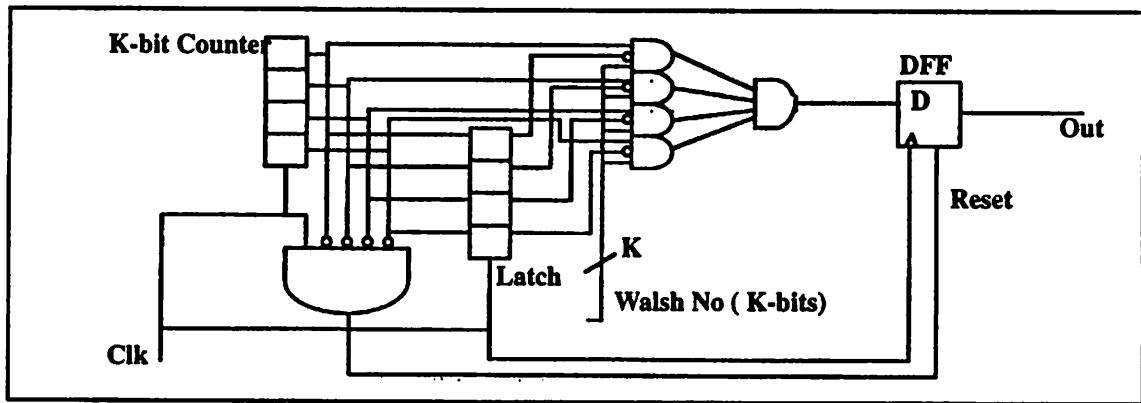 K-bit Counter
DFF
D
Out
Reset
K
Latch
Walsh No ( K-bits)
Clk